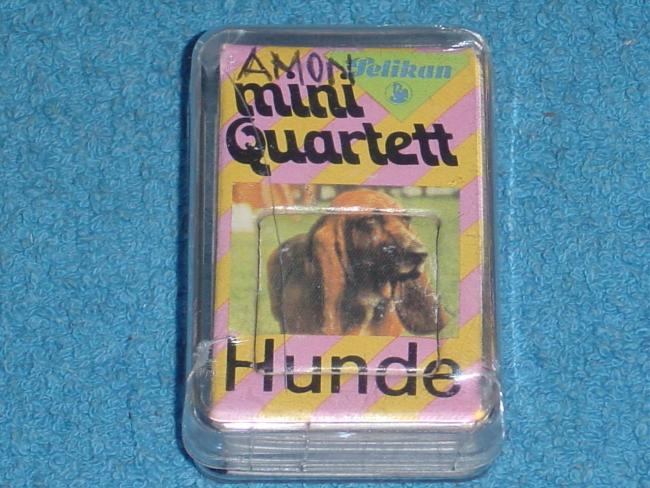 AMON Pelikan
mini
Quartett
Hunde